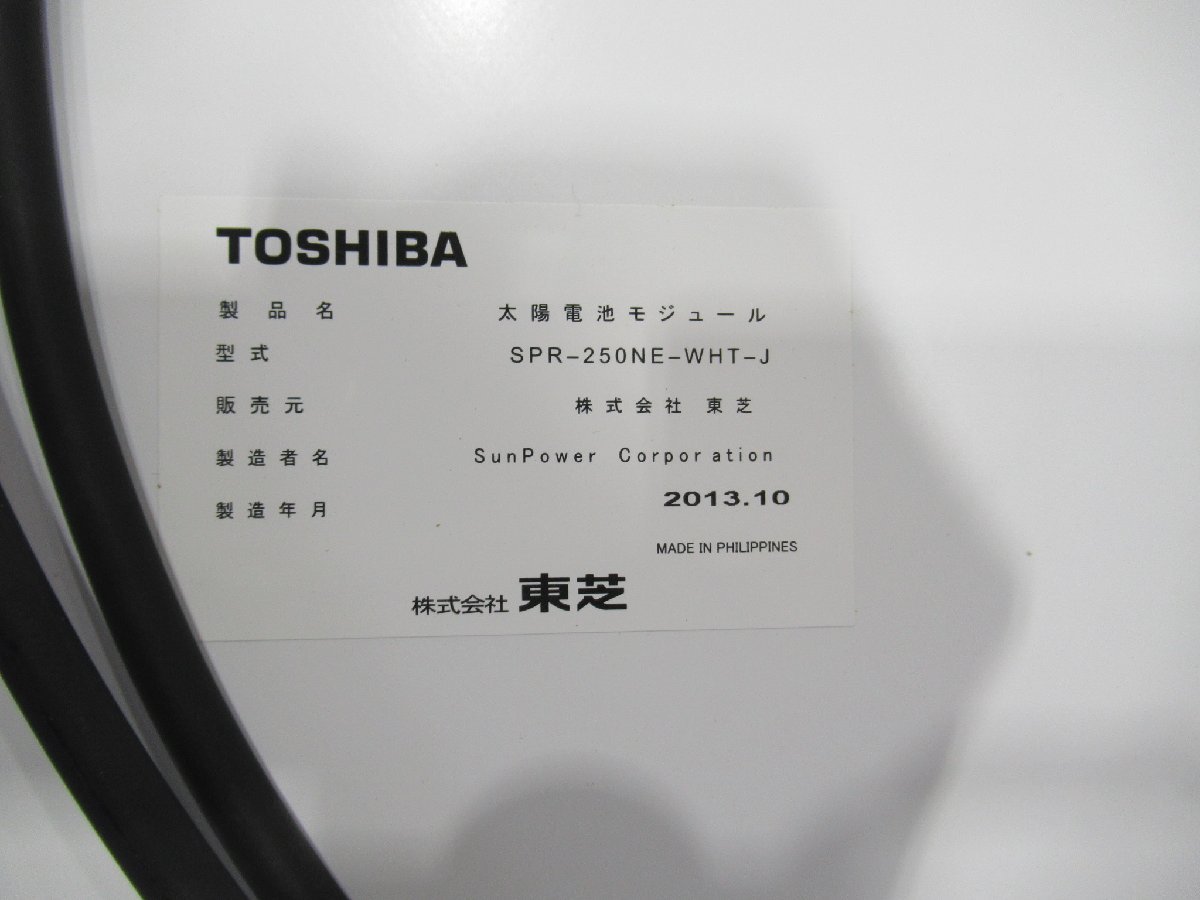 TOSHIBA
製品名 太陽電池モジュール
型式 SPR-250NE-WHT-J
販売元 株式会社 東芝
製造者名 SunPower Corporation
製造年月 2013.10
MADE IN PHILIPPINES
株式会社 東芝